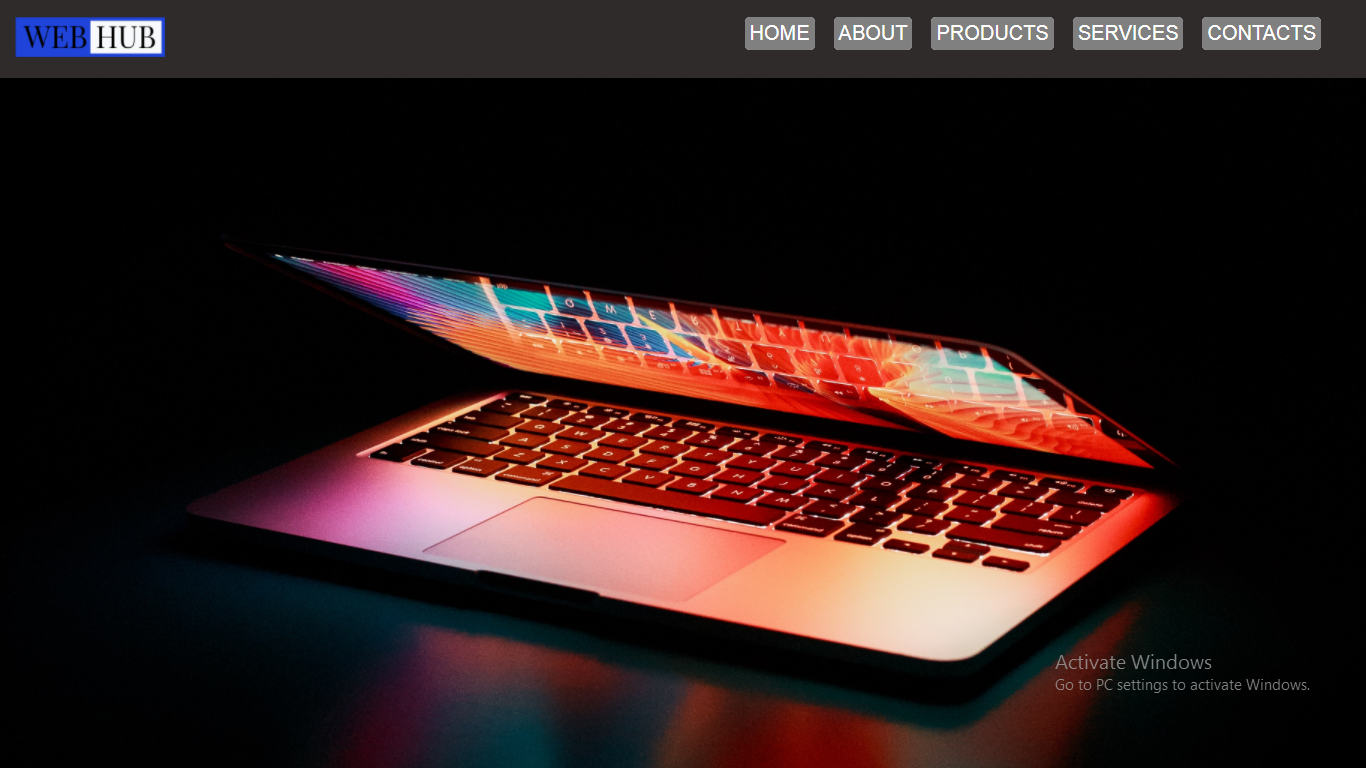 WEB HUB
HOME ABOUT PRODUCTS SERVICES CONTACTS
Activate Windows
Go to PC settings to activate Windows.